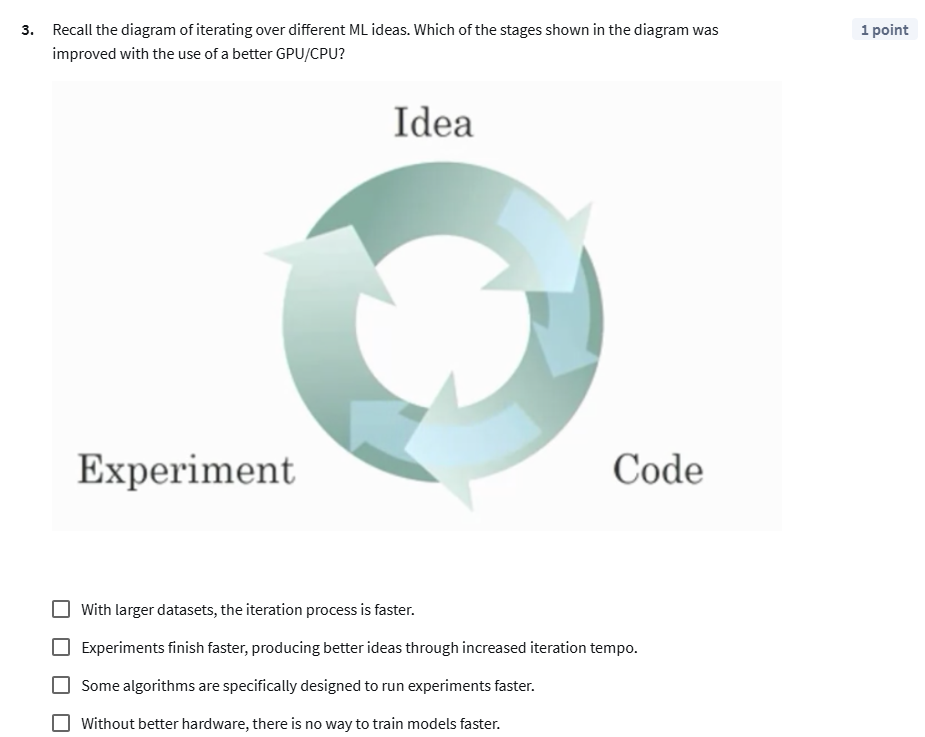 3. Recall the diagram of iterating over different ML ideas. Which of the stages shown in the diagram was
1 point
improved with the use of a better GPU/CPU?
Idea
Experiment
Code
With larger datasets, the iteration process is faster.
Experiments finish faster, producing better ideas through increased iteration tempo.
Some algorithms are specifically designed to run experiments faster.
Without better hardware, there is no way to train models faster.